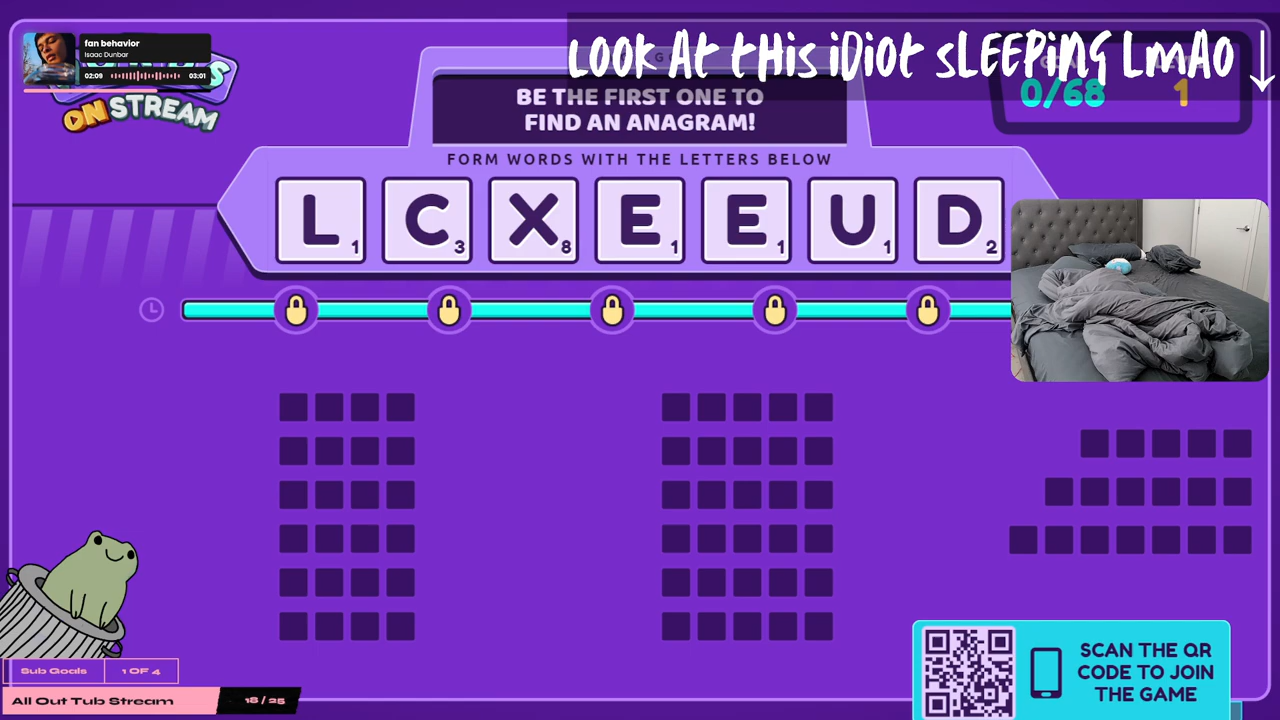 fan behavior
Isaac Dunbar
02:09
03:01
ON STREAM
LOOK At tHis iDiOt sLEEPiNG LmAO
0/68
1
BE THE FIRST ONE TO
FIND AN ANAGRAM!
FORM WORDS WITH THE LETTERS BELOW
L 1 C 3 X 8 E 1 E 1 U 1 D 2
Sub Goals 1 OF 4
All Out Tub Stream 18 / 25
SCAN THE QR
CODE TO JOIN
THE GAME